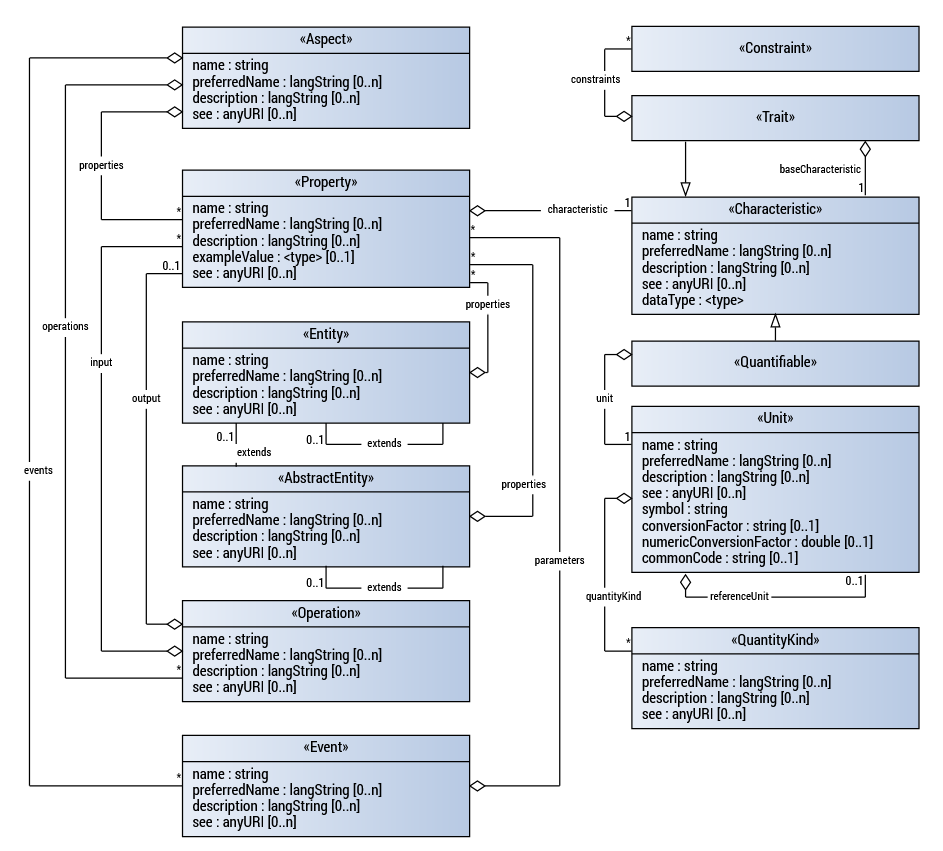 «Aspect»
name : string
preferredName : langString [0..n]
description : langString [0..n]
see : anyURI [0..n]
properties
«Property»
name : string
preferredName : langString [0..n]
description : langString [0..n]
exampleValue : <type> [0..1]
see : anyURI [0..n]
*
*
0..1
*
*
*
characteristic
1
properties
operations
input
output
events
«Entity»
name : string
preferredName : langString [0..n]
description : langString [0..n]
see : anyURI [0..n]
0..1
extends
0..1
extends
«AbstractEntity»
name : string
preferredName : langString [0..n]
description : langString [0..n]
see : anyURI [0..n]
properties
parameters
0..1
extends
«Operation»
name : string
preferredName : langString [0..n]
description : langString [0..n]
see : anyURI [0..n]
*
«Event»
name : string
preferredName : langString [0..n]
description : langString [0..n]
see : anyURI [0..n]
*
«Constraint»
*
constraints
«Trait»
baseCharacteristic
1
«Characteristic»
name : string
preferredName : langString [0..n]
description : langString [0..n]
see : anyURI [0..n]
dataType : <type>
«Quantifiable»
unit
1
«Unit»
name : string
preferredName : langString [0..n]
description : langString [0..n]
see : anyURI [0..n]
symbol : string
conversionFactor : string [0..1]
numericConversionFactor : double [0..1]
commonCode : string [0..1]
0..1
referenceUnit
quantityKind
*
«QuantityKind»
name : string
preferredName : langString [0..n]
description : langString [0..n]
see : anyURI [0..n]